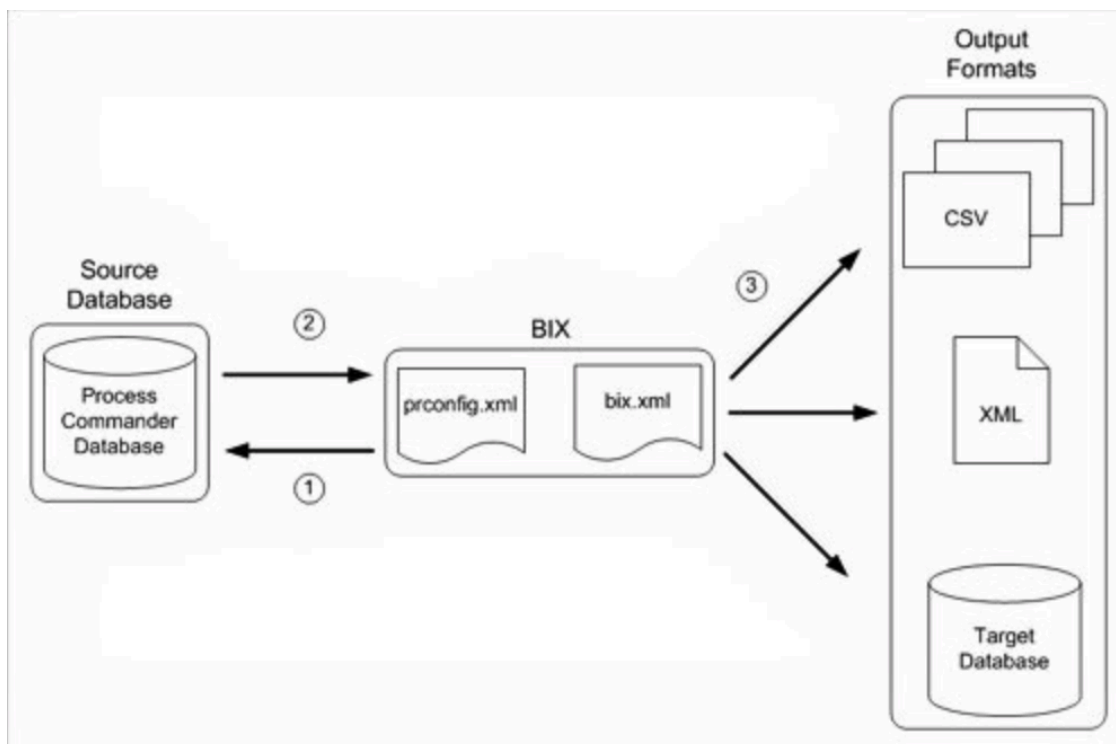 Output
Formats
CSV
③
Source
Database
②
BIX
Process
Commander
Database
prconfig.xml
bix.xml
XML
①
Target
Database